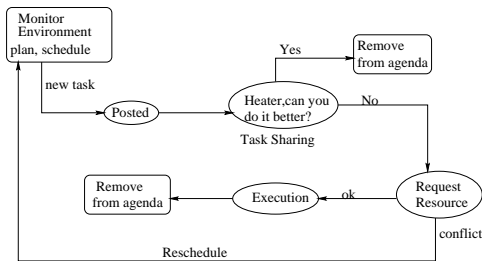 Monitor
Environment
plan, schedule
new task
Posted
Heater,can you
do it better?
Task Sharing
Yes
Remove
from agenda
No
Request
Resource
ok
Execution
Remove
from agenda
conflict
Reschedule